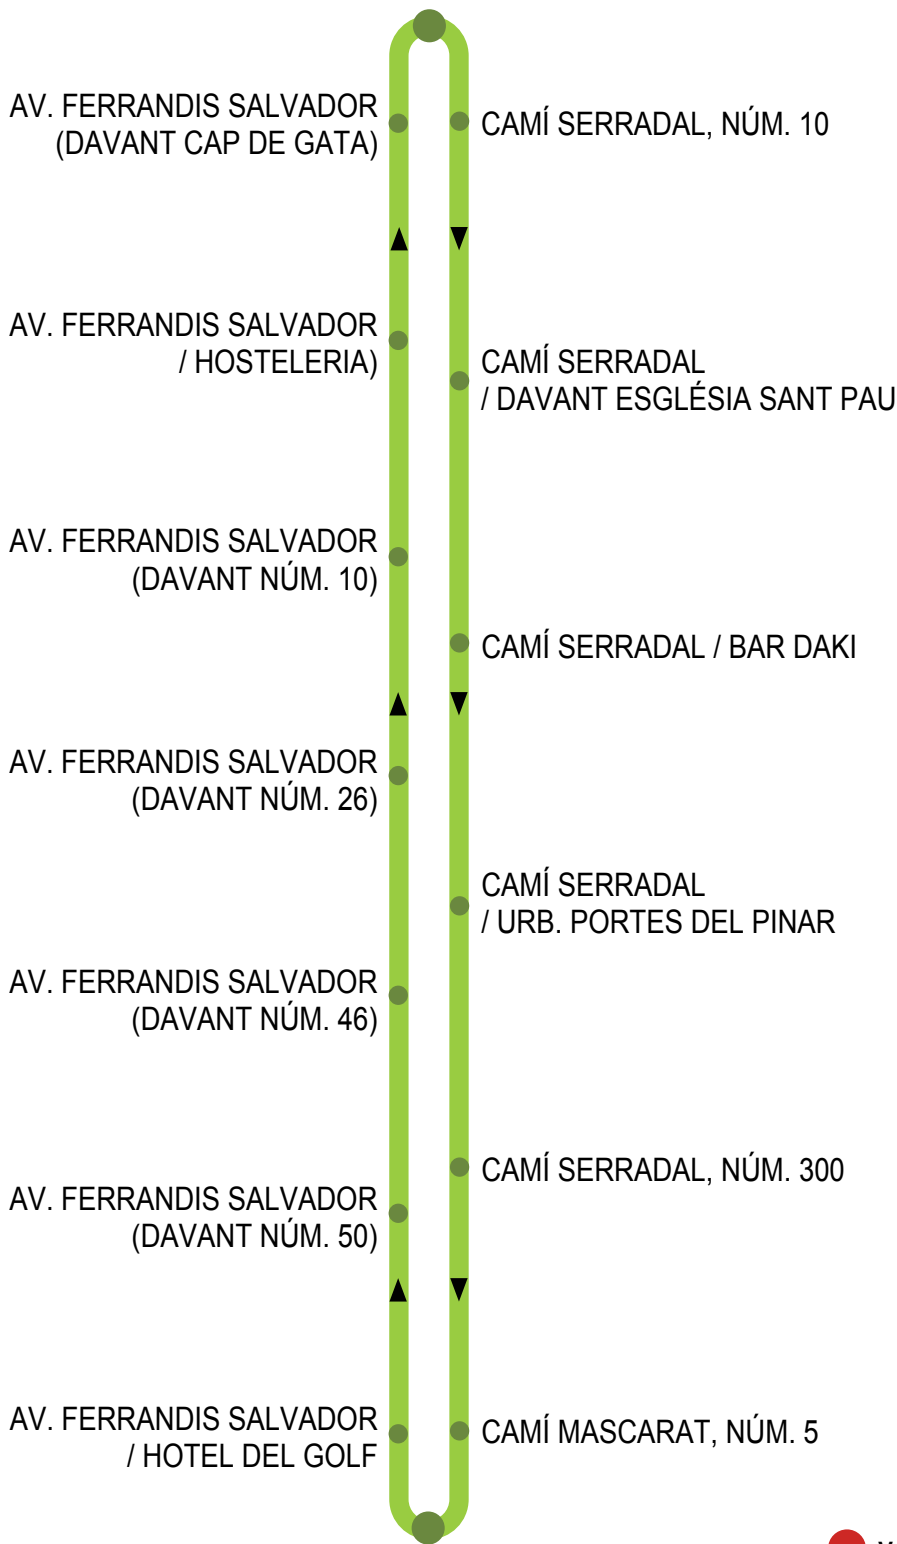 AV. FERRANDIS SALVADOR
(DAVANT CAP DE GATA)
AV. FERRANDIS SALVADOR
/ HOSTELERIA)
AV. FERRANDIS SALVADOR
(DAVANT NÚM. 10)
AV. FERRANDIS SALVADOR
(DAVANT NÚM. 26)
AV. FERRANDIS SALVADOR
(DAVANT NÚM. 46)
AV. FERRANDIS SALVADOR
(DAVANT NÚM. 50)
AV. FERRANDIS SALVADOR
/ HOTEL DEL GOLF
CAMÍ SERRADAL, NÚM. 10
CAMÍ SERRADAL
/ DAVANT ESGLÉSIA SANT PAU
CAMÍ SERRADAL / BAR DAKI
CAMÍ SERRADAL
/ URB. PORTES DEL PINAR
CAMÍ SERRADAL, NÚM. 300
CAMÍ MASCARAT, NÚM. 5